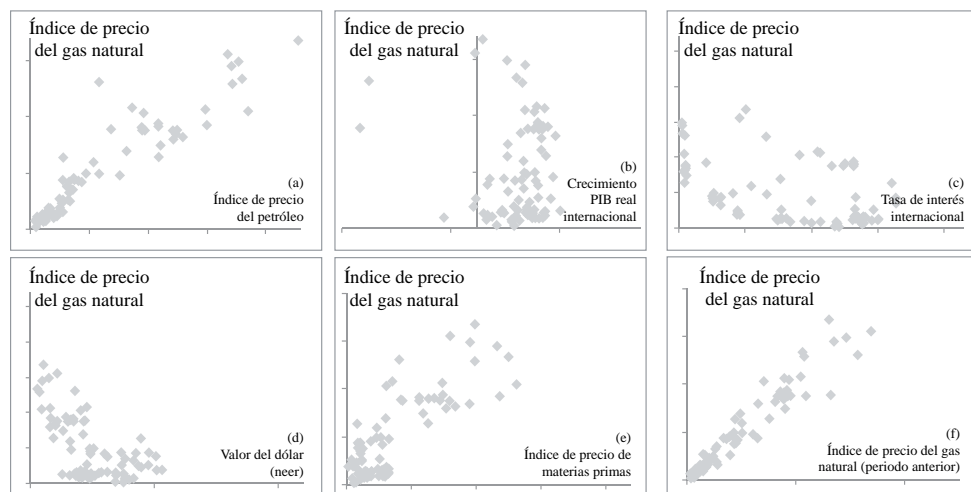 Índice de precio
del gas natural
(a)
Índice de precio
del petróleo
Índice de precio
del gas natural
(b)
Crecimiento
PIB real
internacional
Índice de precio
del gas natural
(c)
Tasa de interés
internacional
Índice de precio
del gas natural
(d)
Valor del dólar
(neer)
Índice de precio
del gas natural
(e)
Índice de precio de
materias primas
Índice de precio
del gas natural
(f)
Índice de precio del gas
natural (periodo anterior)